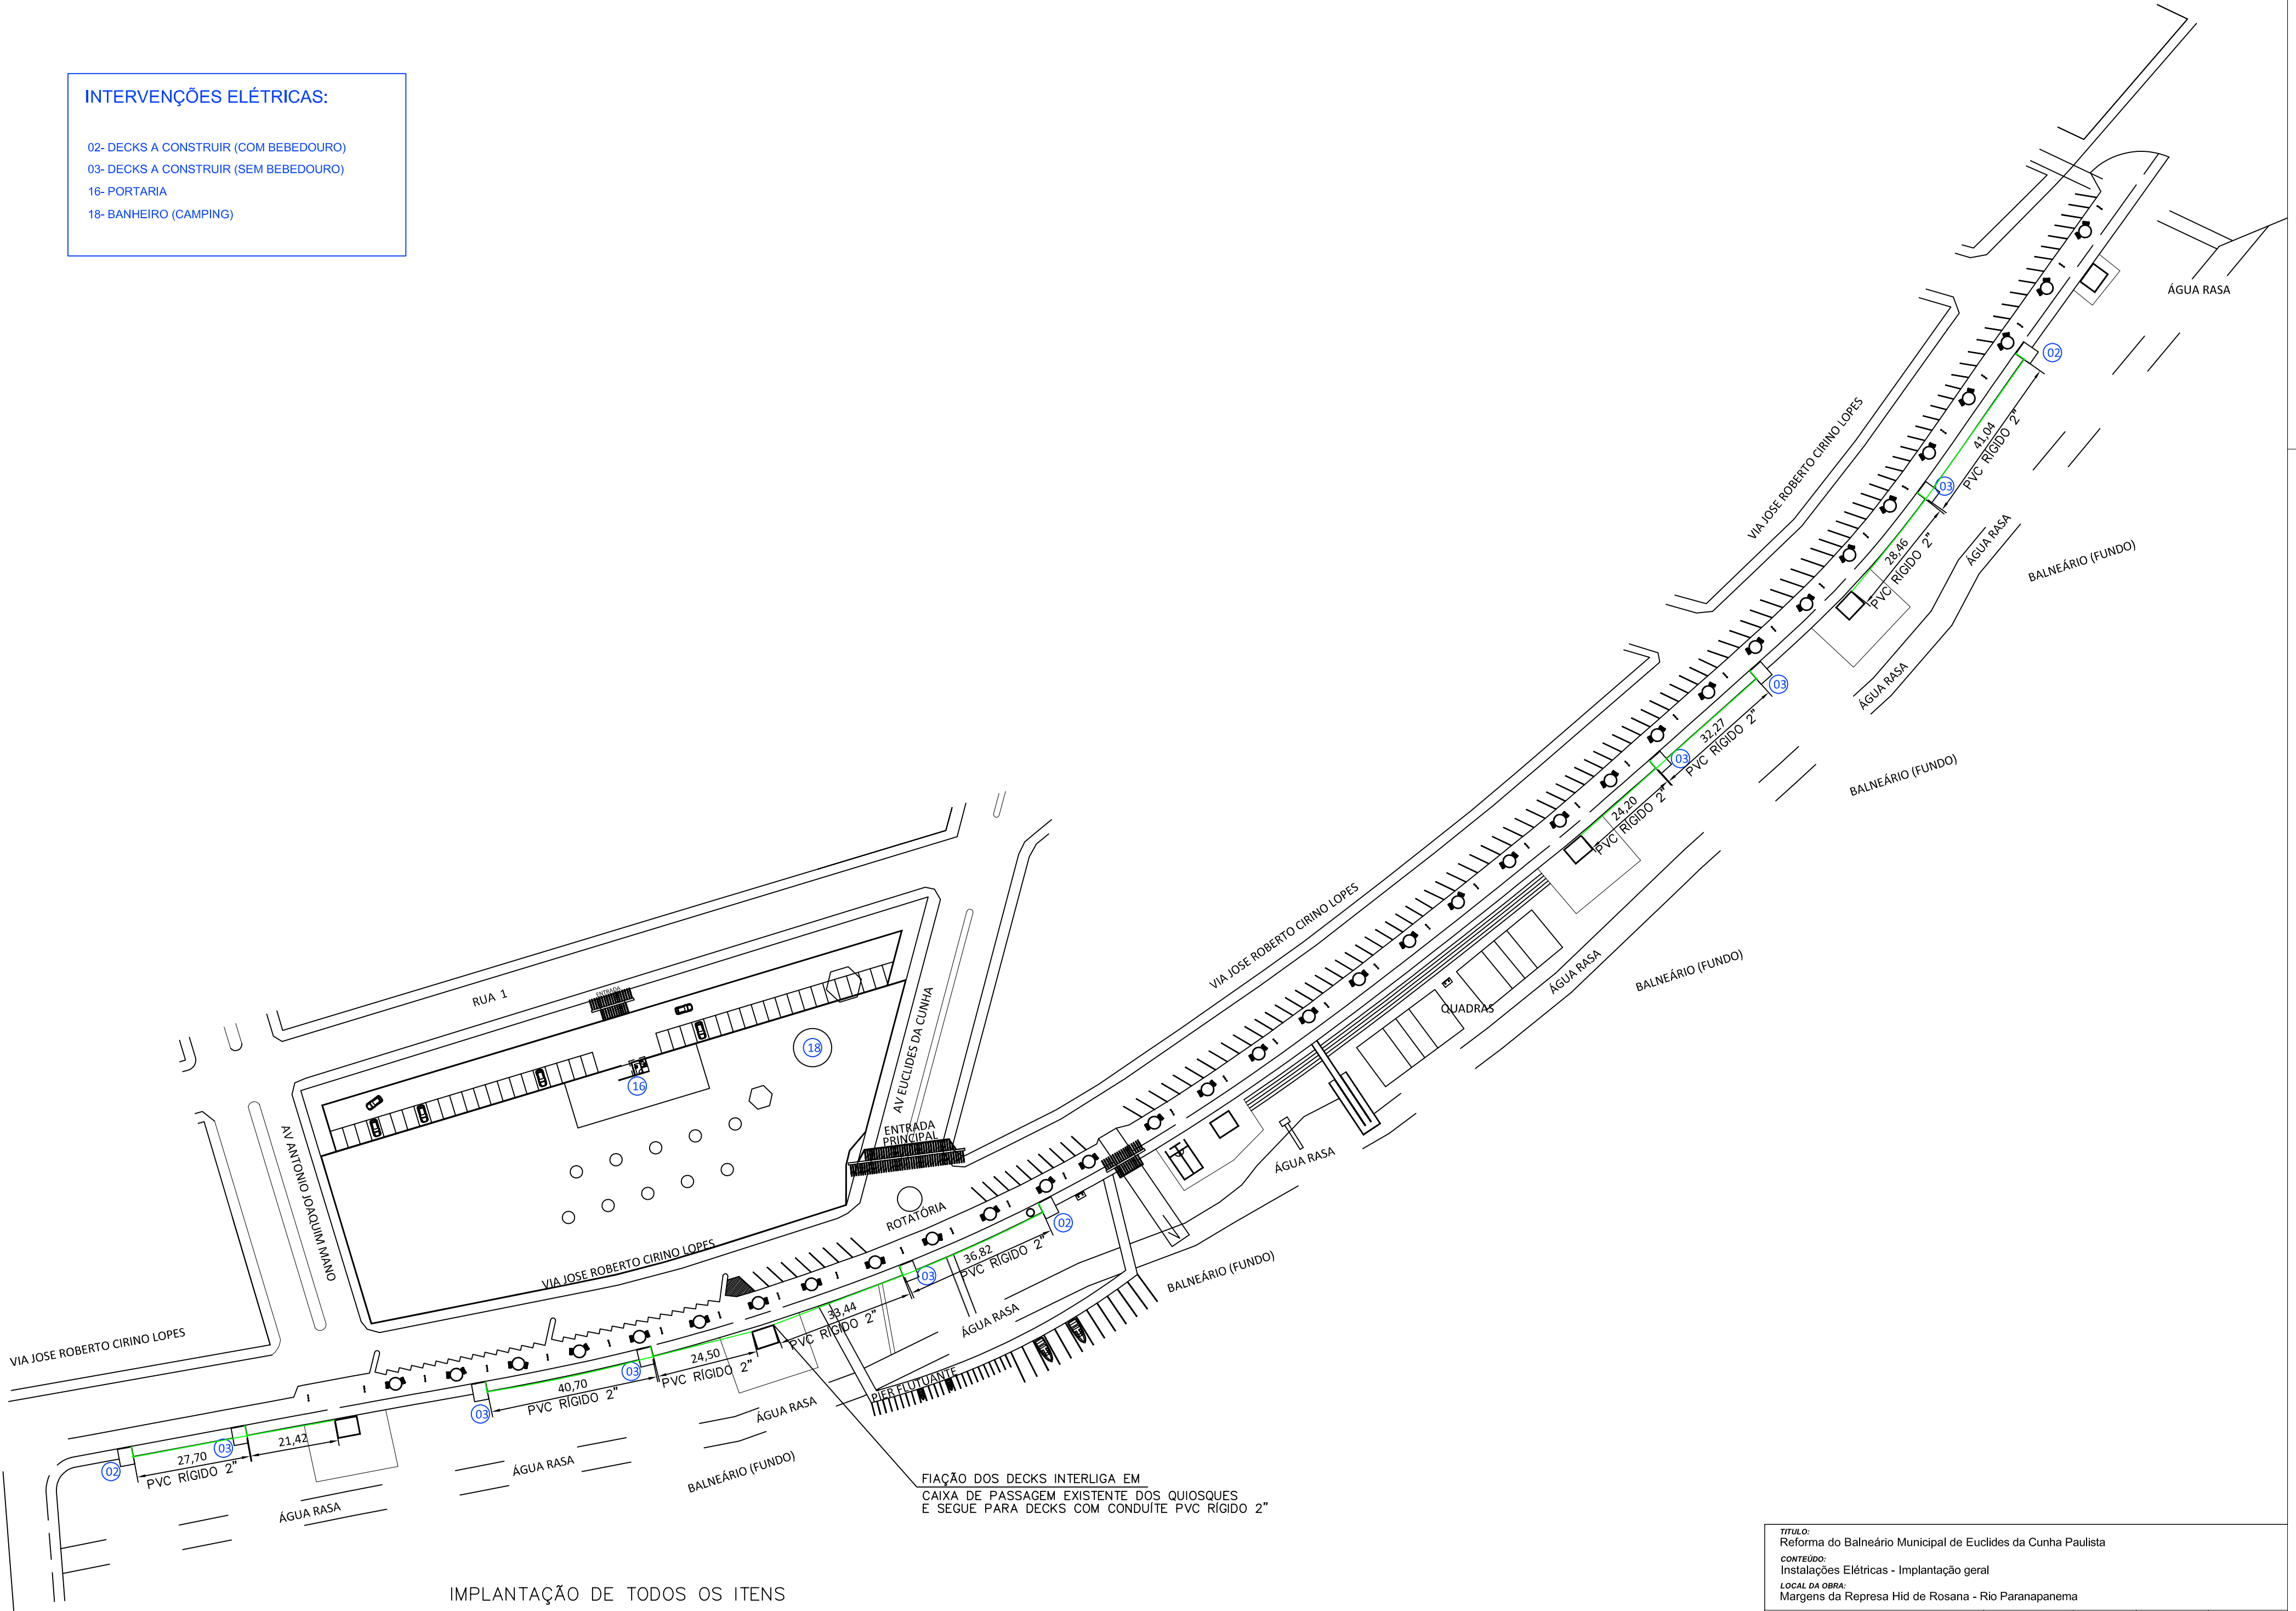 INTERVENÇÕES ELÉTRICAS:
02- DECKS A CONSTRUIR (COM BEBEDOURO)
03- DECKS A CONSTRUIR (SEM BEBEDOURO)
16- PORTARIA
18- BANHEIRO (CAMPING)
ÁGUA RASA
02
VIA JOSE ROBERTO CIRINO LOPES
41,04
PVC RÍGIDO 2"
03
28,46
PVC RÍGIDO 2"
ÁGUA RASA
BALNEÁRIO (FUNDO)
ÁGUA RASA
03
32,27
PVC RÍGIDO 2"
03
24,20
PVC RÍGIDO 2"
BALNEÁRIO (FUNDO)
VIA JOSE ROBERTO CIRINO LOPES
ÁGUA RASA
BALNEÁRIO (FUNDO)
QUADRAS
RUA 1
ENTRADA
18
16
AV EUCLIDES DA CUNHA
AV ANTONIO JOAQUIM MANO
ENTRADA
PRINCIPAL
ÁGUA RASA
ROTATÓRIA
02
VIA JOSE ROBERTO CIRINO LOPES
36,82
PVC RÍGIDO 2"
03
BALNEÁRIO (FUNDO)
33,44
PVC RÍGIDO 2"
ÁGUA RASA
VIA JOSE ROBERTO CIRINO LOPES
24,50
PVC RÍGIDO 2"
03
40,70
PVC RÍGIDO 2"
PIER FLUTUANTE
ÁGUA RASA
03
21,42
03
27,70
PVC RÍGIDO 2"
02
ÁGUA RASA
BALNEÁRIO (FUNDO)
ÁGUA RASA
FIAÇÃO DOS DECKS INTERLIGA EM
CAIXA DE PASSAGEM EXISTENTE DOS QUIOSQUES
E SEGUE PARA DECKS COM CONDUÍTE PVC RÍGIDO 2"
IMPLANTAÇÃO DE TODOS OS ITENS
TITULO:
Reforma do Balneário Municipal de Euclides da Cunha Paulista
CONTEÚDO:
Instalações Elétricas - Implantação geral
LOCAL DA OBRA:
Margens da Represa Hid de Rosana - Rio Paranapanema